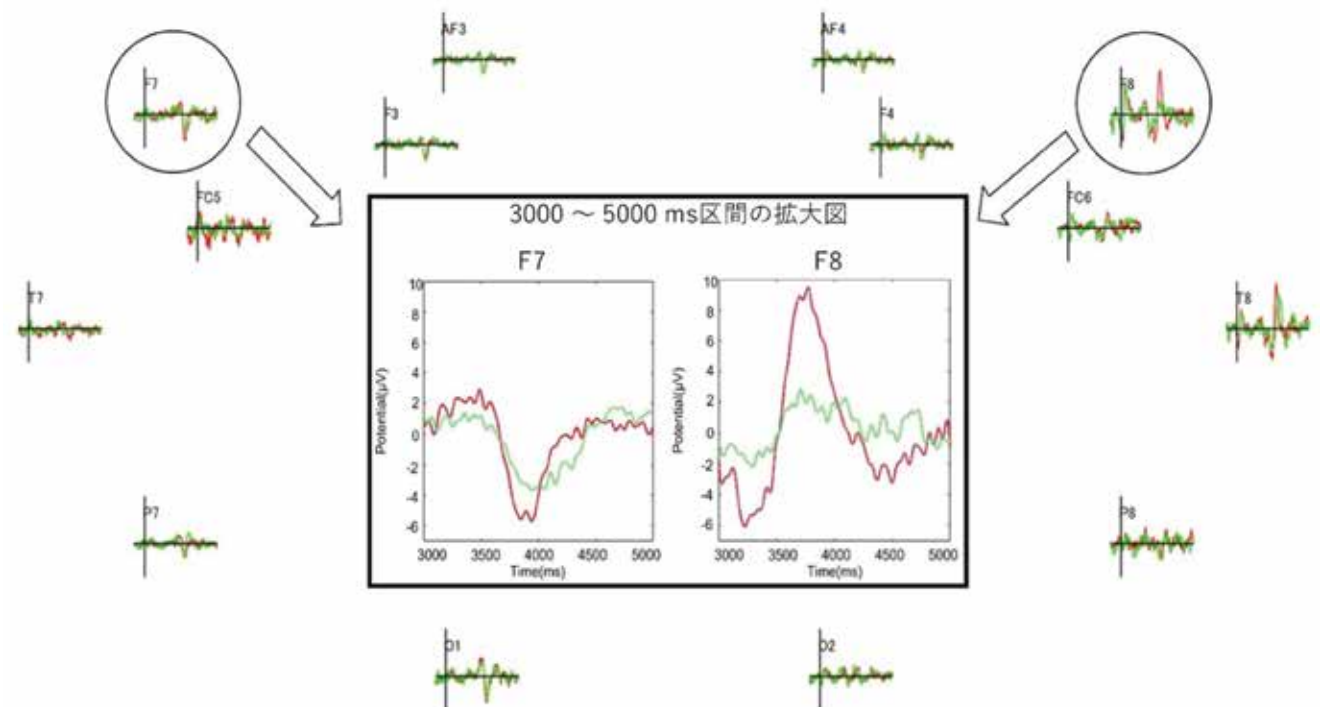 AF3
AF4
F7
F8
F3
F4
FC5
FC6
3000 ～ 5000 ms区間の拡大図
F7
F8
T7
T8
10
8
6
4
2
0
-2
-4
-6
Potential(μV)
3000
3500
4000
4500
5000
Time(ms)
10
8
6
4
2
0
-2
-4
-6
Potential(μV)
3000
3500
4000
4500
5000
Time(ms)
P7
P8
O1
O2